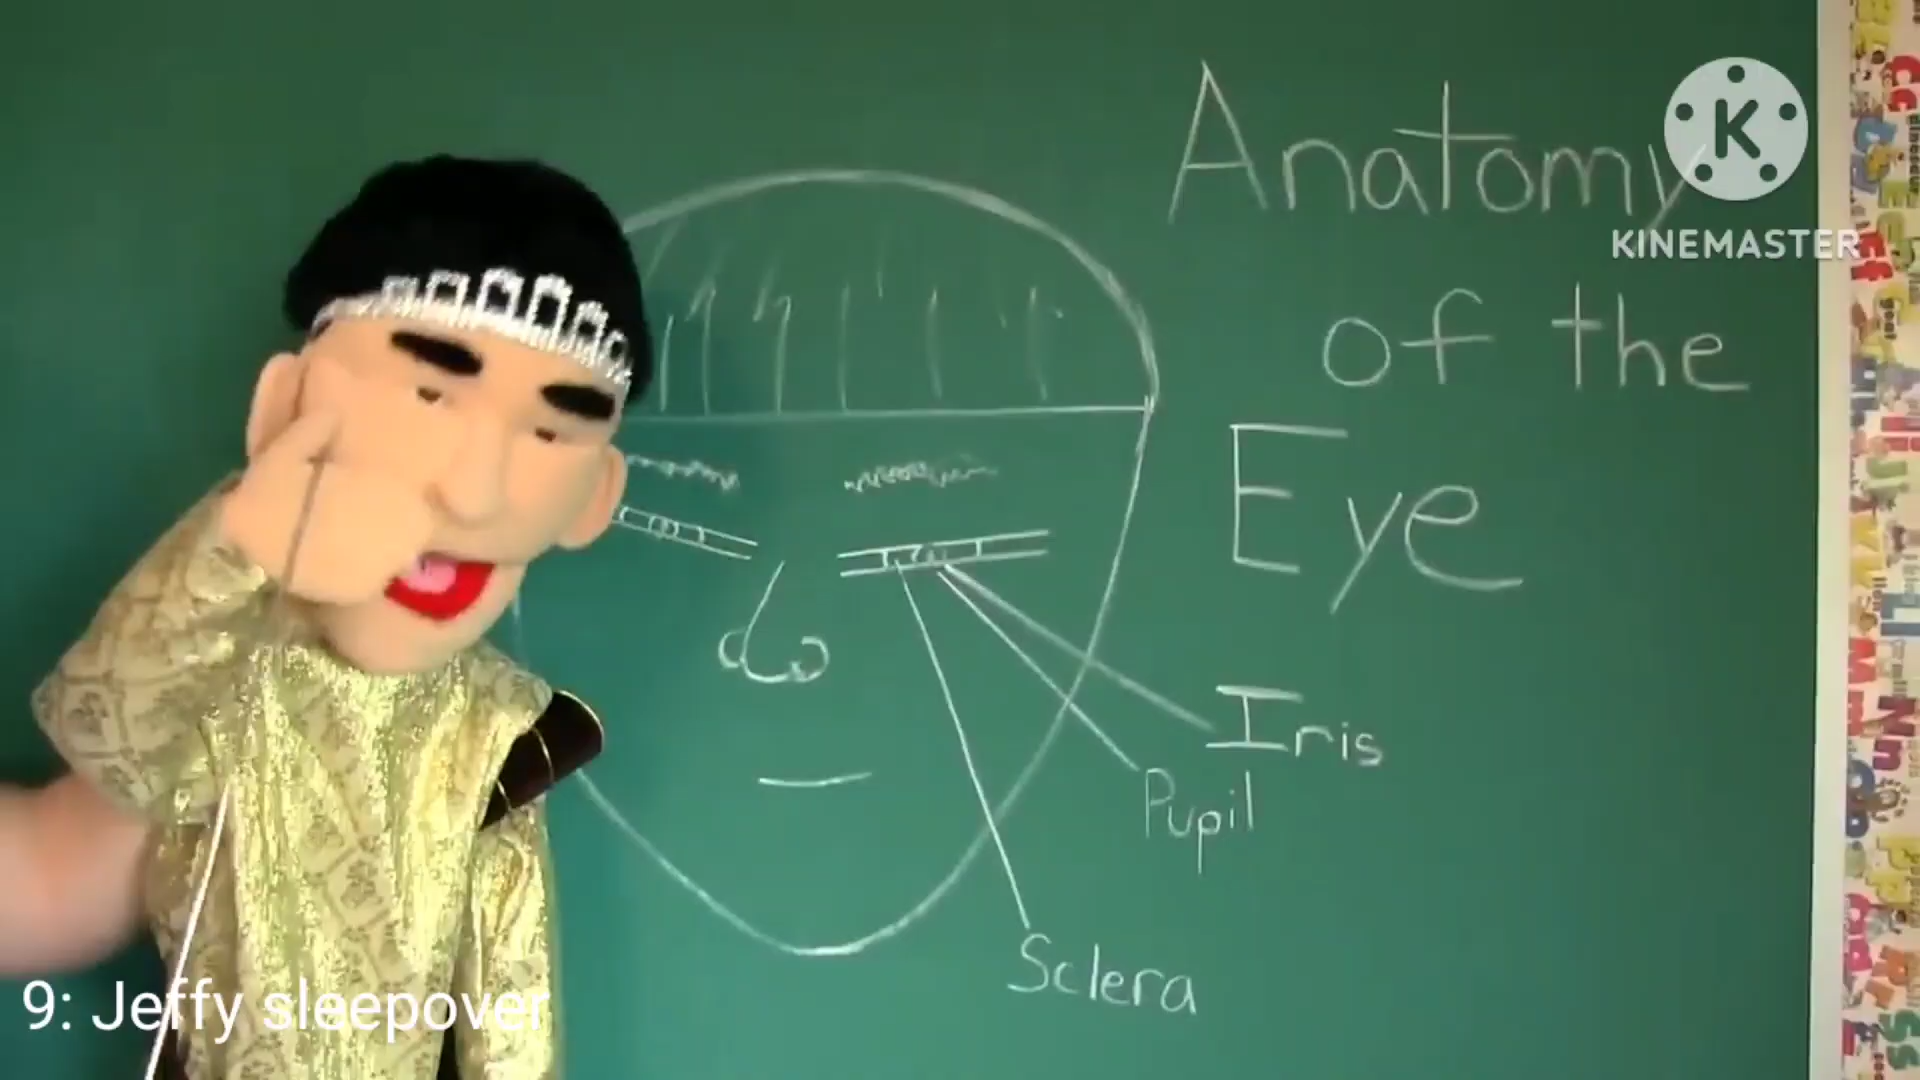 Anatomy
of the
Eye
KINEMASTER
Iris
Pupil
Sclera
9: Jeffy sleepover